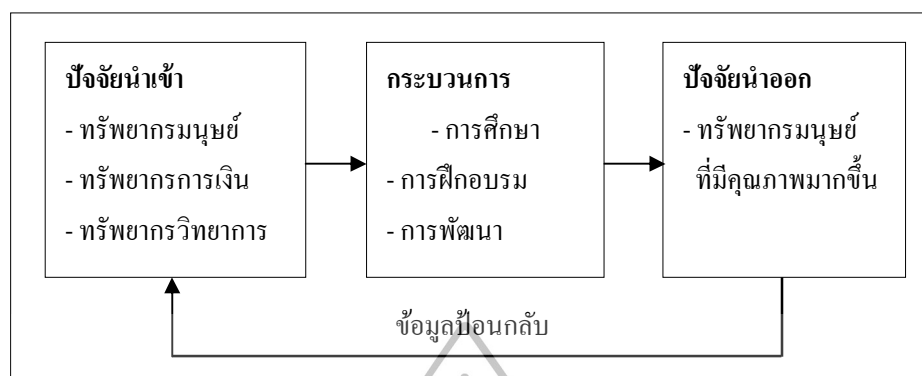 ปัจจัยนำเข้า
- ทรัพยากรมนุษย์
- ทรัพยากรการเงิน
- ทรัพยากรวิทยาการ
กระบวนการ
- การศึกษา
- การฝึกอบรม
- การพัฒนา
ปัจจัยนำออก
- ทรัพยากรมนุษย์
ที่มีคุณภาพมากขึ้น
ข้อมูลป้อนกลับ